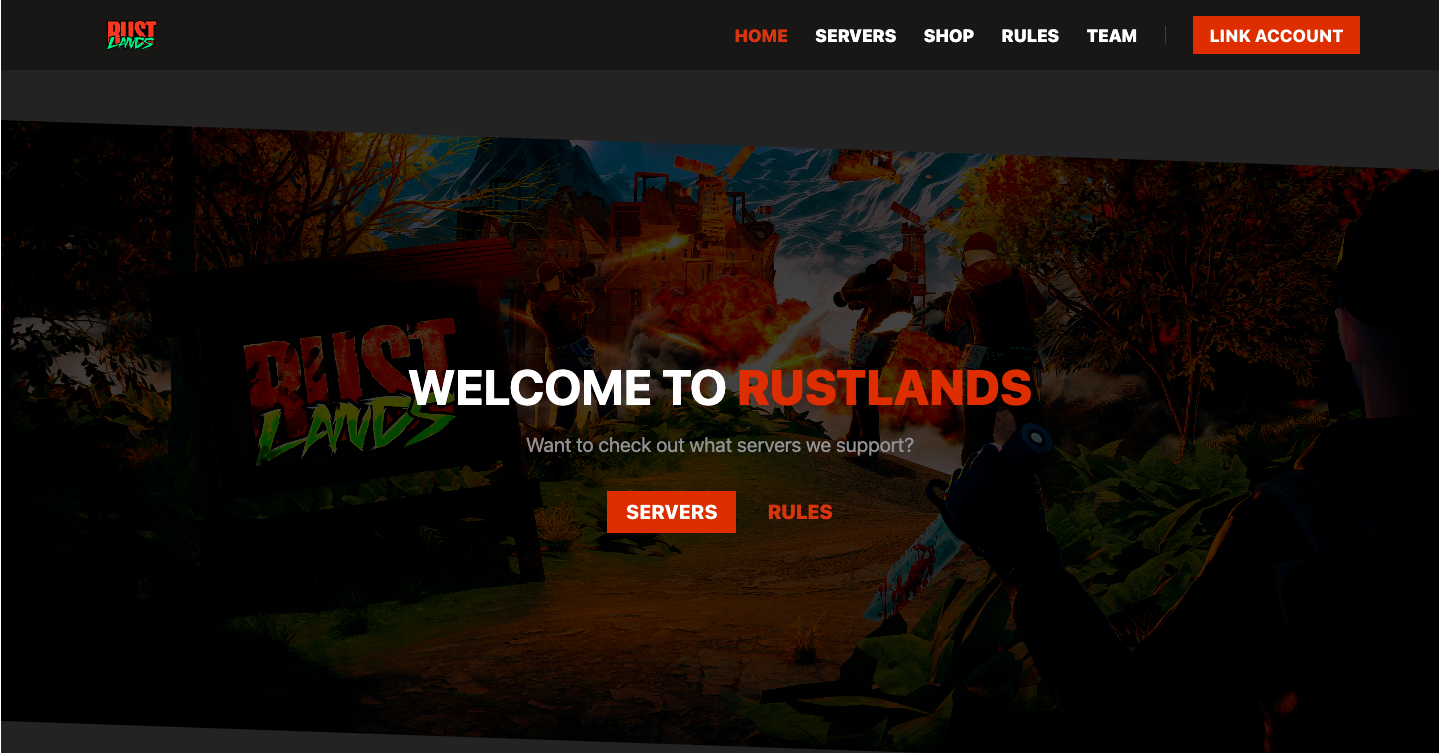 RUST
LANDS
HOME SERVERS SHOP RULES TEAM LINK ACCOUNT
RUST
LANDS
WELCOME TO RUSTLANDS
Want to check out what servers we support?
SERVERS RULES